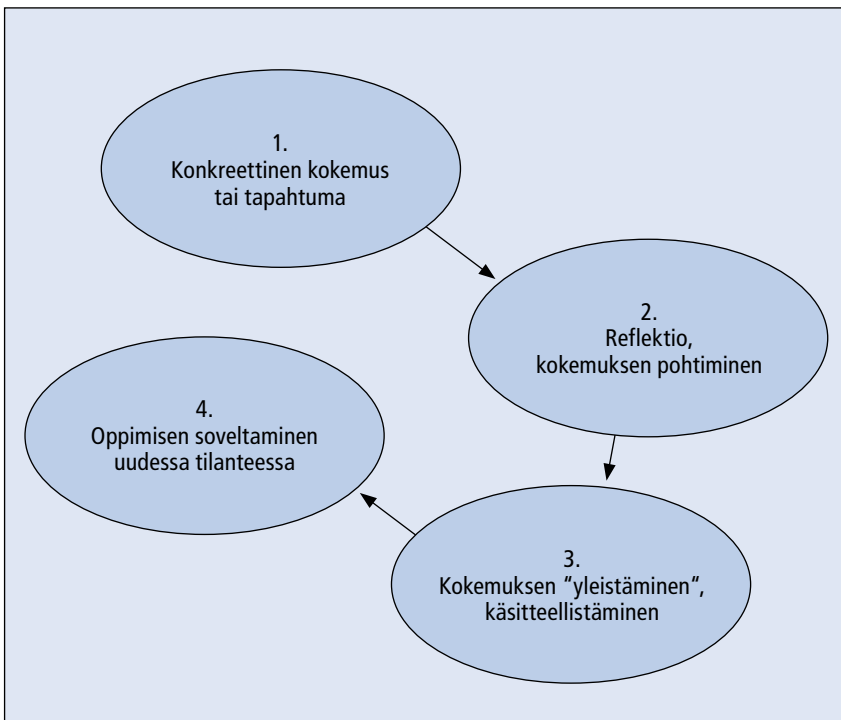 1.
Konkreettinen kokemus
tai tapahtuma
2.
Reflektio,
kokemuksen pohtiminen
3.
Kokemuksen “yleistäminen“,
käsitteellistäminen
4.
Oppimisen soveltaminen
uudessa tilanteessa